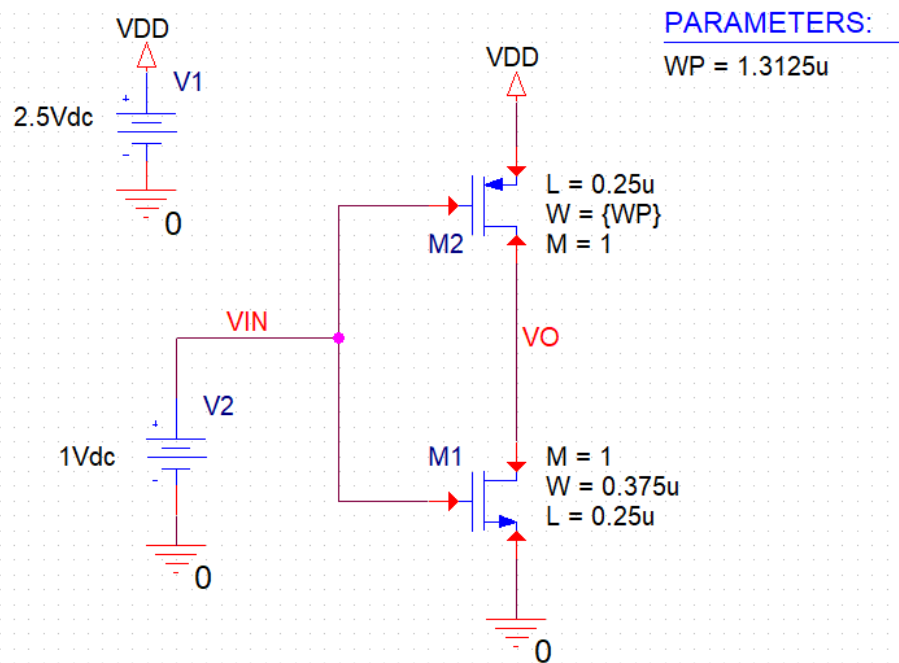 PARAMETERS:
WP = 1.3125u
VDD
V1
+
2.5Vdc
-
0
VDD
L = 0.25u
W = {WP}
M2
M = 1
VIN
VO
V2
+
1Vdc
-
0
M1
M = 1
W = 0.375u
L = 0.25u
0